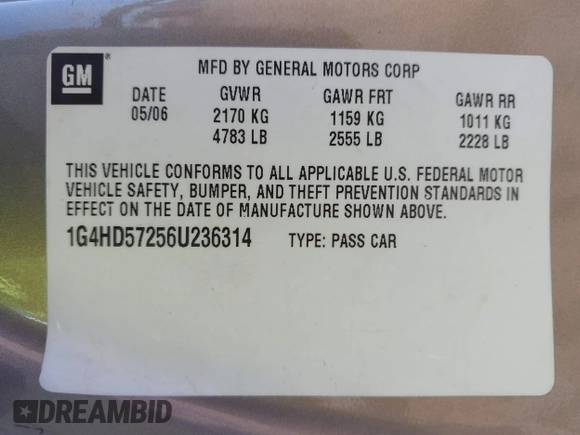 GM
®
MFD BY GENERAL MOTORS CORP
DATE GVWR GAWR FRT GAWR RR
05/06 2170 KG 1159 KG 1011 KG
4783 LB 2555 LB 2228 LB
THIS VEHICLE CONFORMS TO ALL APPLICABLE U.S. FEDERAL MOTOR
VEHICLE SAFETY, BUMPER, AND THEFT PREVENTION STANDARDS IN
EFFECT ON THE DATE OF MANUFACTURE SHOWN ABOVE.
1G4HD57256U236314 TYPE: PASS CAR
DREAMBID